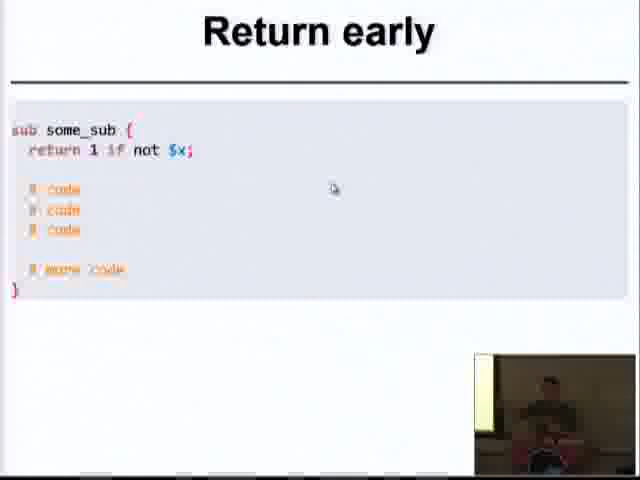 Return early
sub some_sub {
return 1 if not $x;
# code
# code
# code
# more code
}